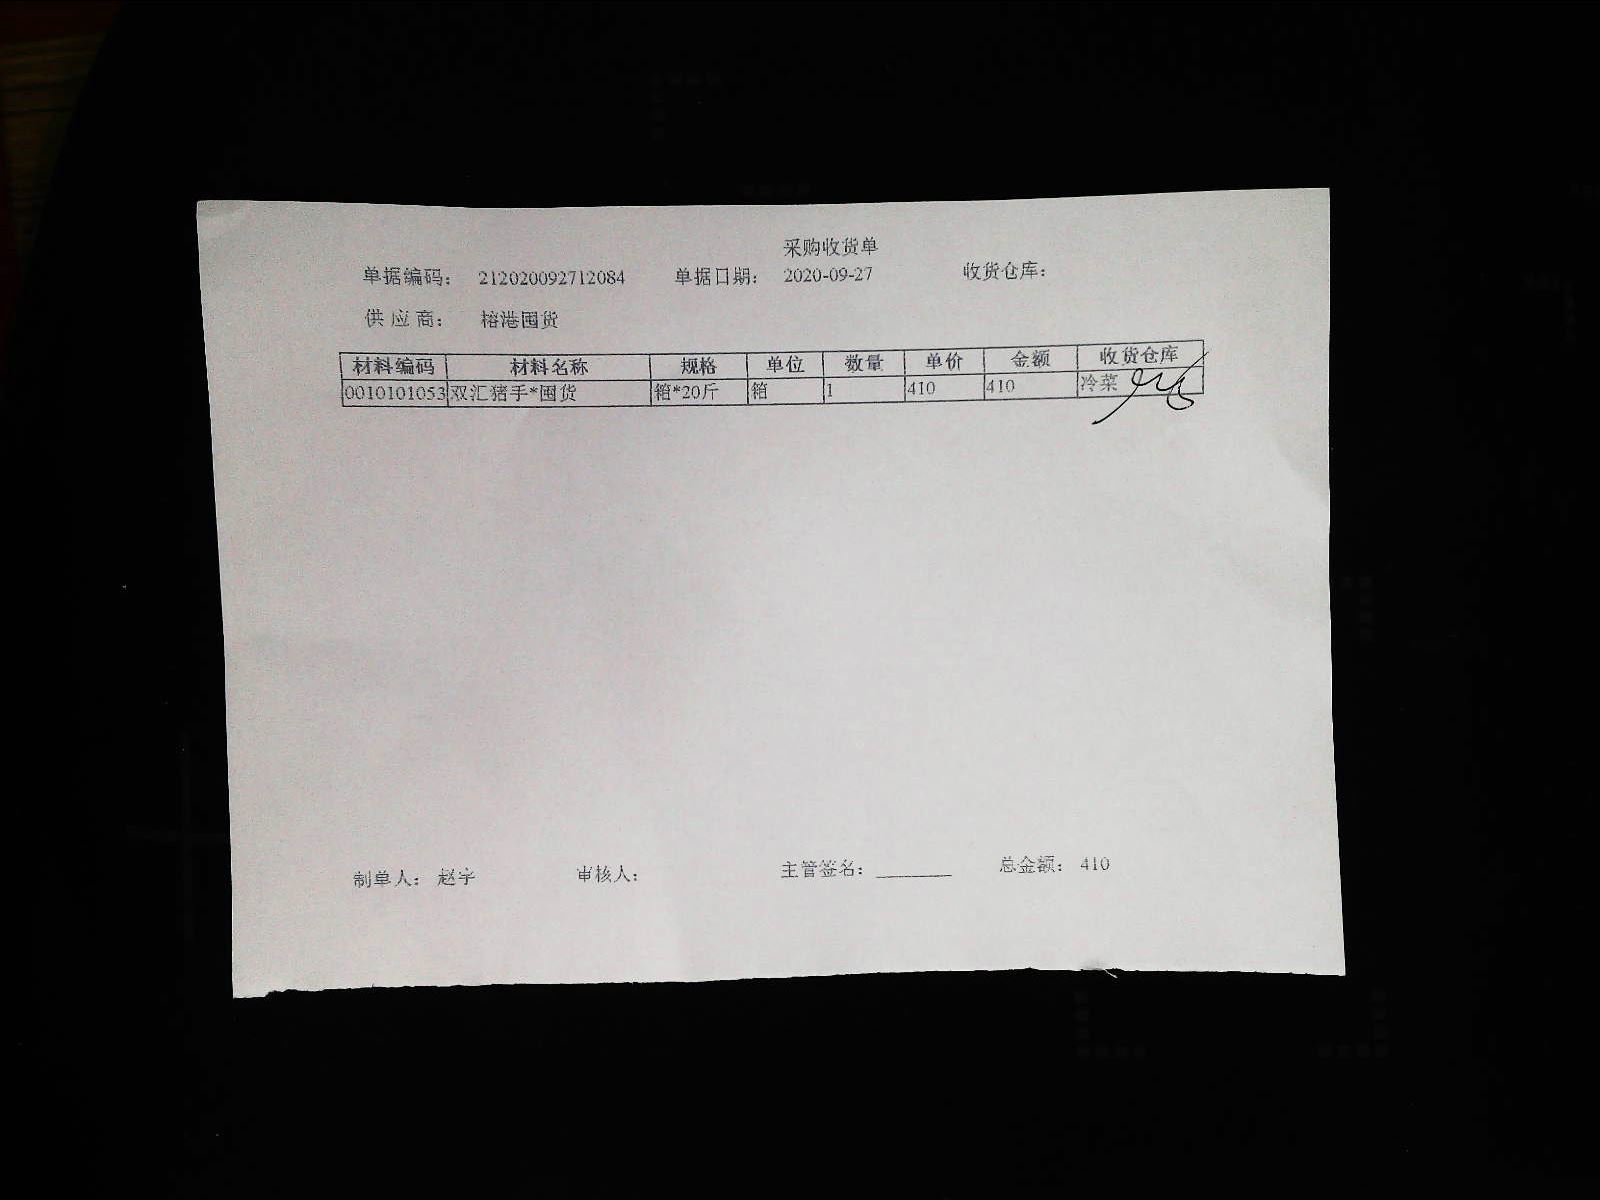 采购收货单
单据编码： 212020092712084 单据日期： 2020-09-27 收货仓库：
供应商： 榕港囤货
材料编码 材料名称 规格 单位 数量 单价 金额 收货仓库
0010101053 双汇猪手*囤货 箱*20斤 箱 1 410 410 冷菜
制单人： 赵宇 审核人： 主管签名： ________ 总金额： 410